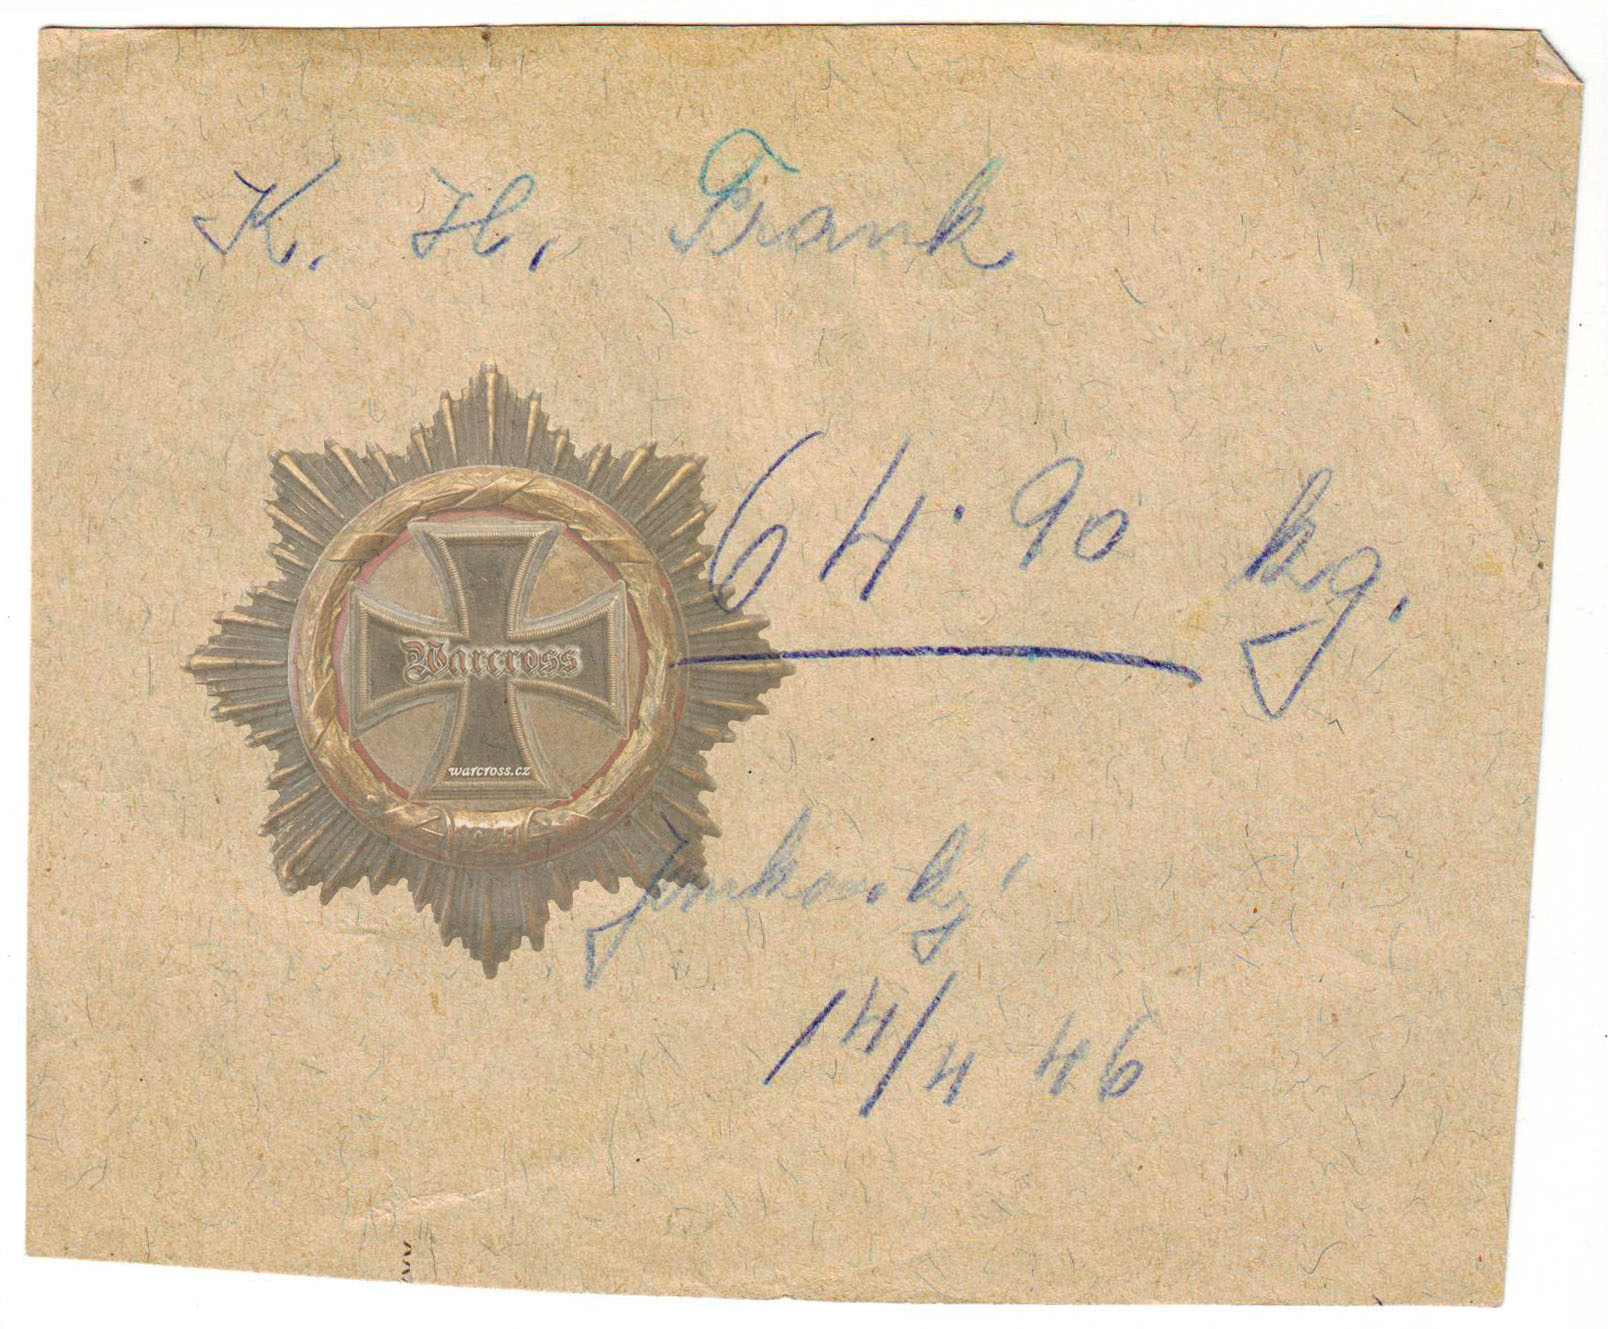 K. H. Frank
64·90 kg.
Warcross
warcross.cz
14/4 46